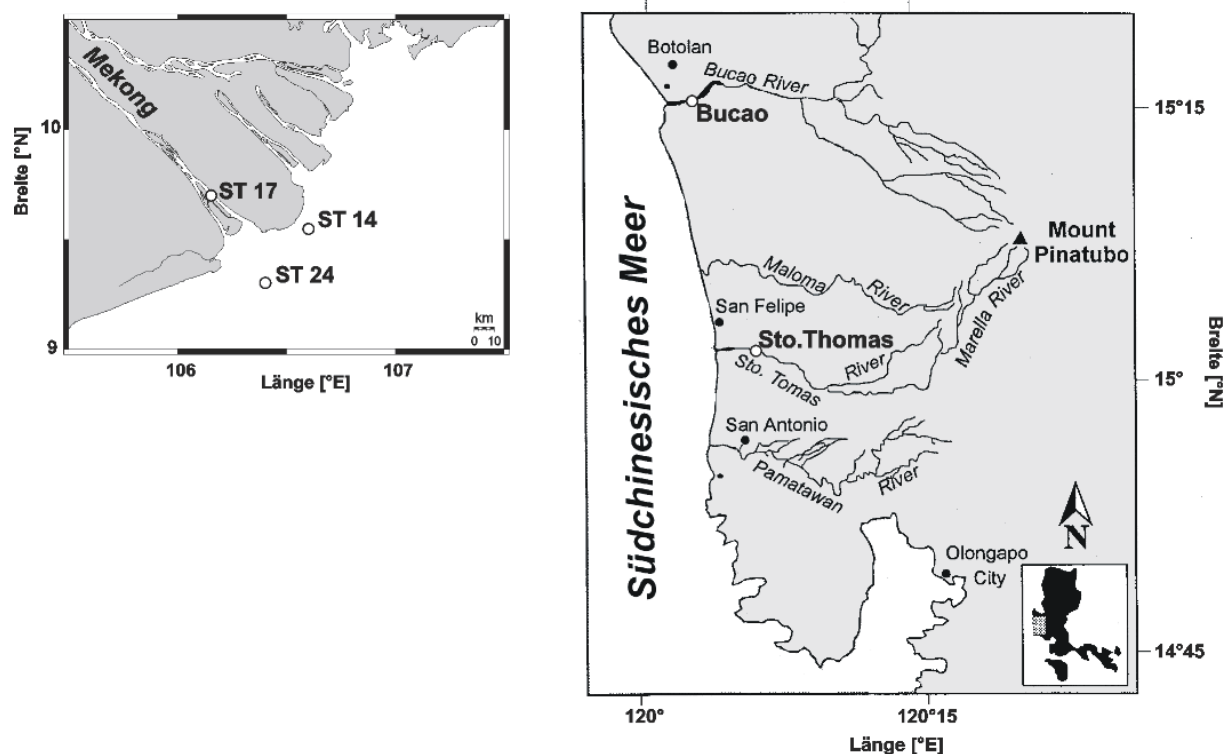 Mekong
10
Breite [°N]
ST 17
ST 14
ST 24
km
0 10
9
106
107
Länge [°E]
Botolan
Bucao River
Bucao
15°15
Mount
Pinatubo
Südchinesisches Meer
Maloma River
Marella River
San Felipe
Sto.Thomas
Sto. Tomas River
15°
Breite [°N]
San Antonio
Pamatawan River
N
Olongapo
City
14°45
120°
120°15
Länge [°E]